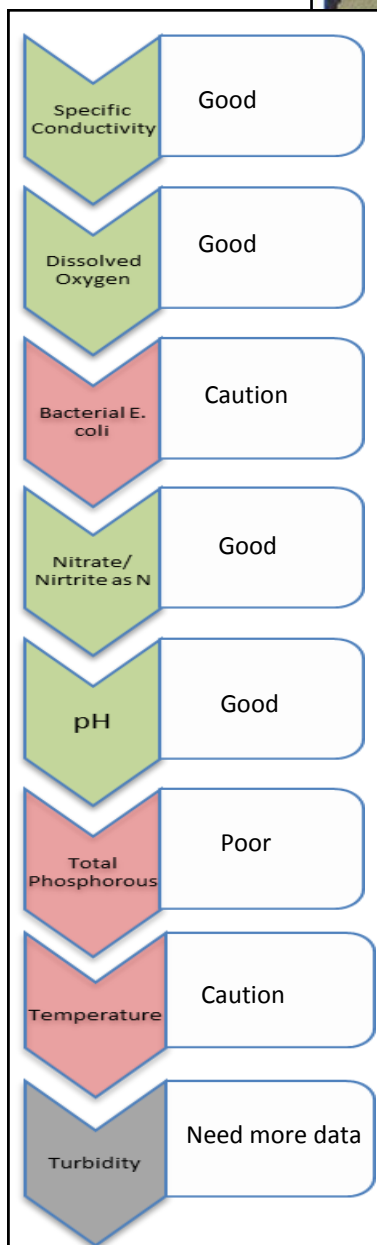 Specific
Conductivity
Good
Dissolved
Oxygen
Good
Bacterial E.
coli
Caution
Nitrate/
Nirtrite as N
Good
pH
Good
Total
Phosphorous
Poor
Temperature
Caution
Turbidity
Need more data